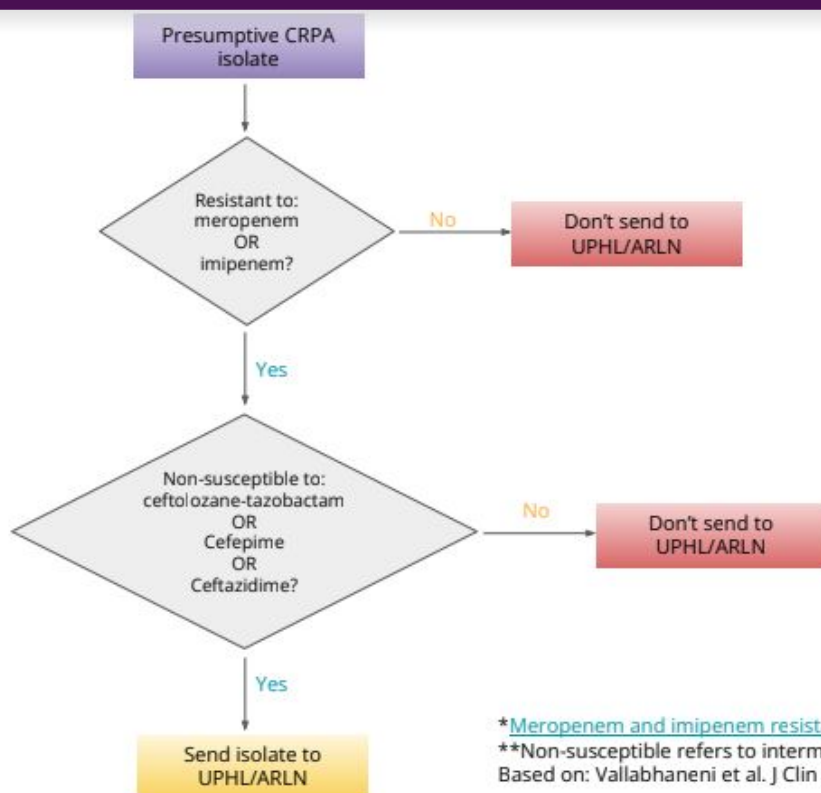 Presumptive CRPA
isolate
Resistant to:
meropenem
OR
imipenem?
No
Don't send to
UPHL/ARLN
Yes
Non-susceptible to:
ceftolozane-tazobactam
OR
Cefepime
OR
Ceftazidime?
No
Don't send to
UPHL/ARLN
Yes
Send isolate to
UPHL/ARLN
*Meropenem and imipenem
**Non-susceptible refers to
Based on: Vallabhaneni et al. J Clin